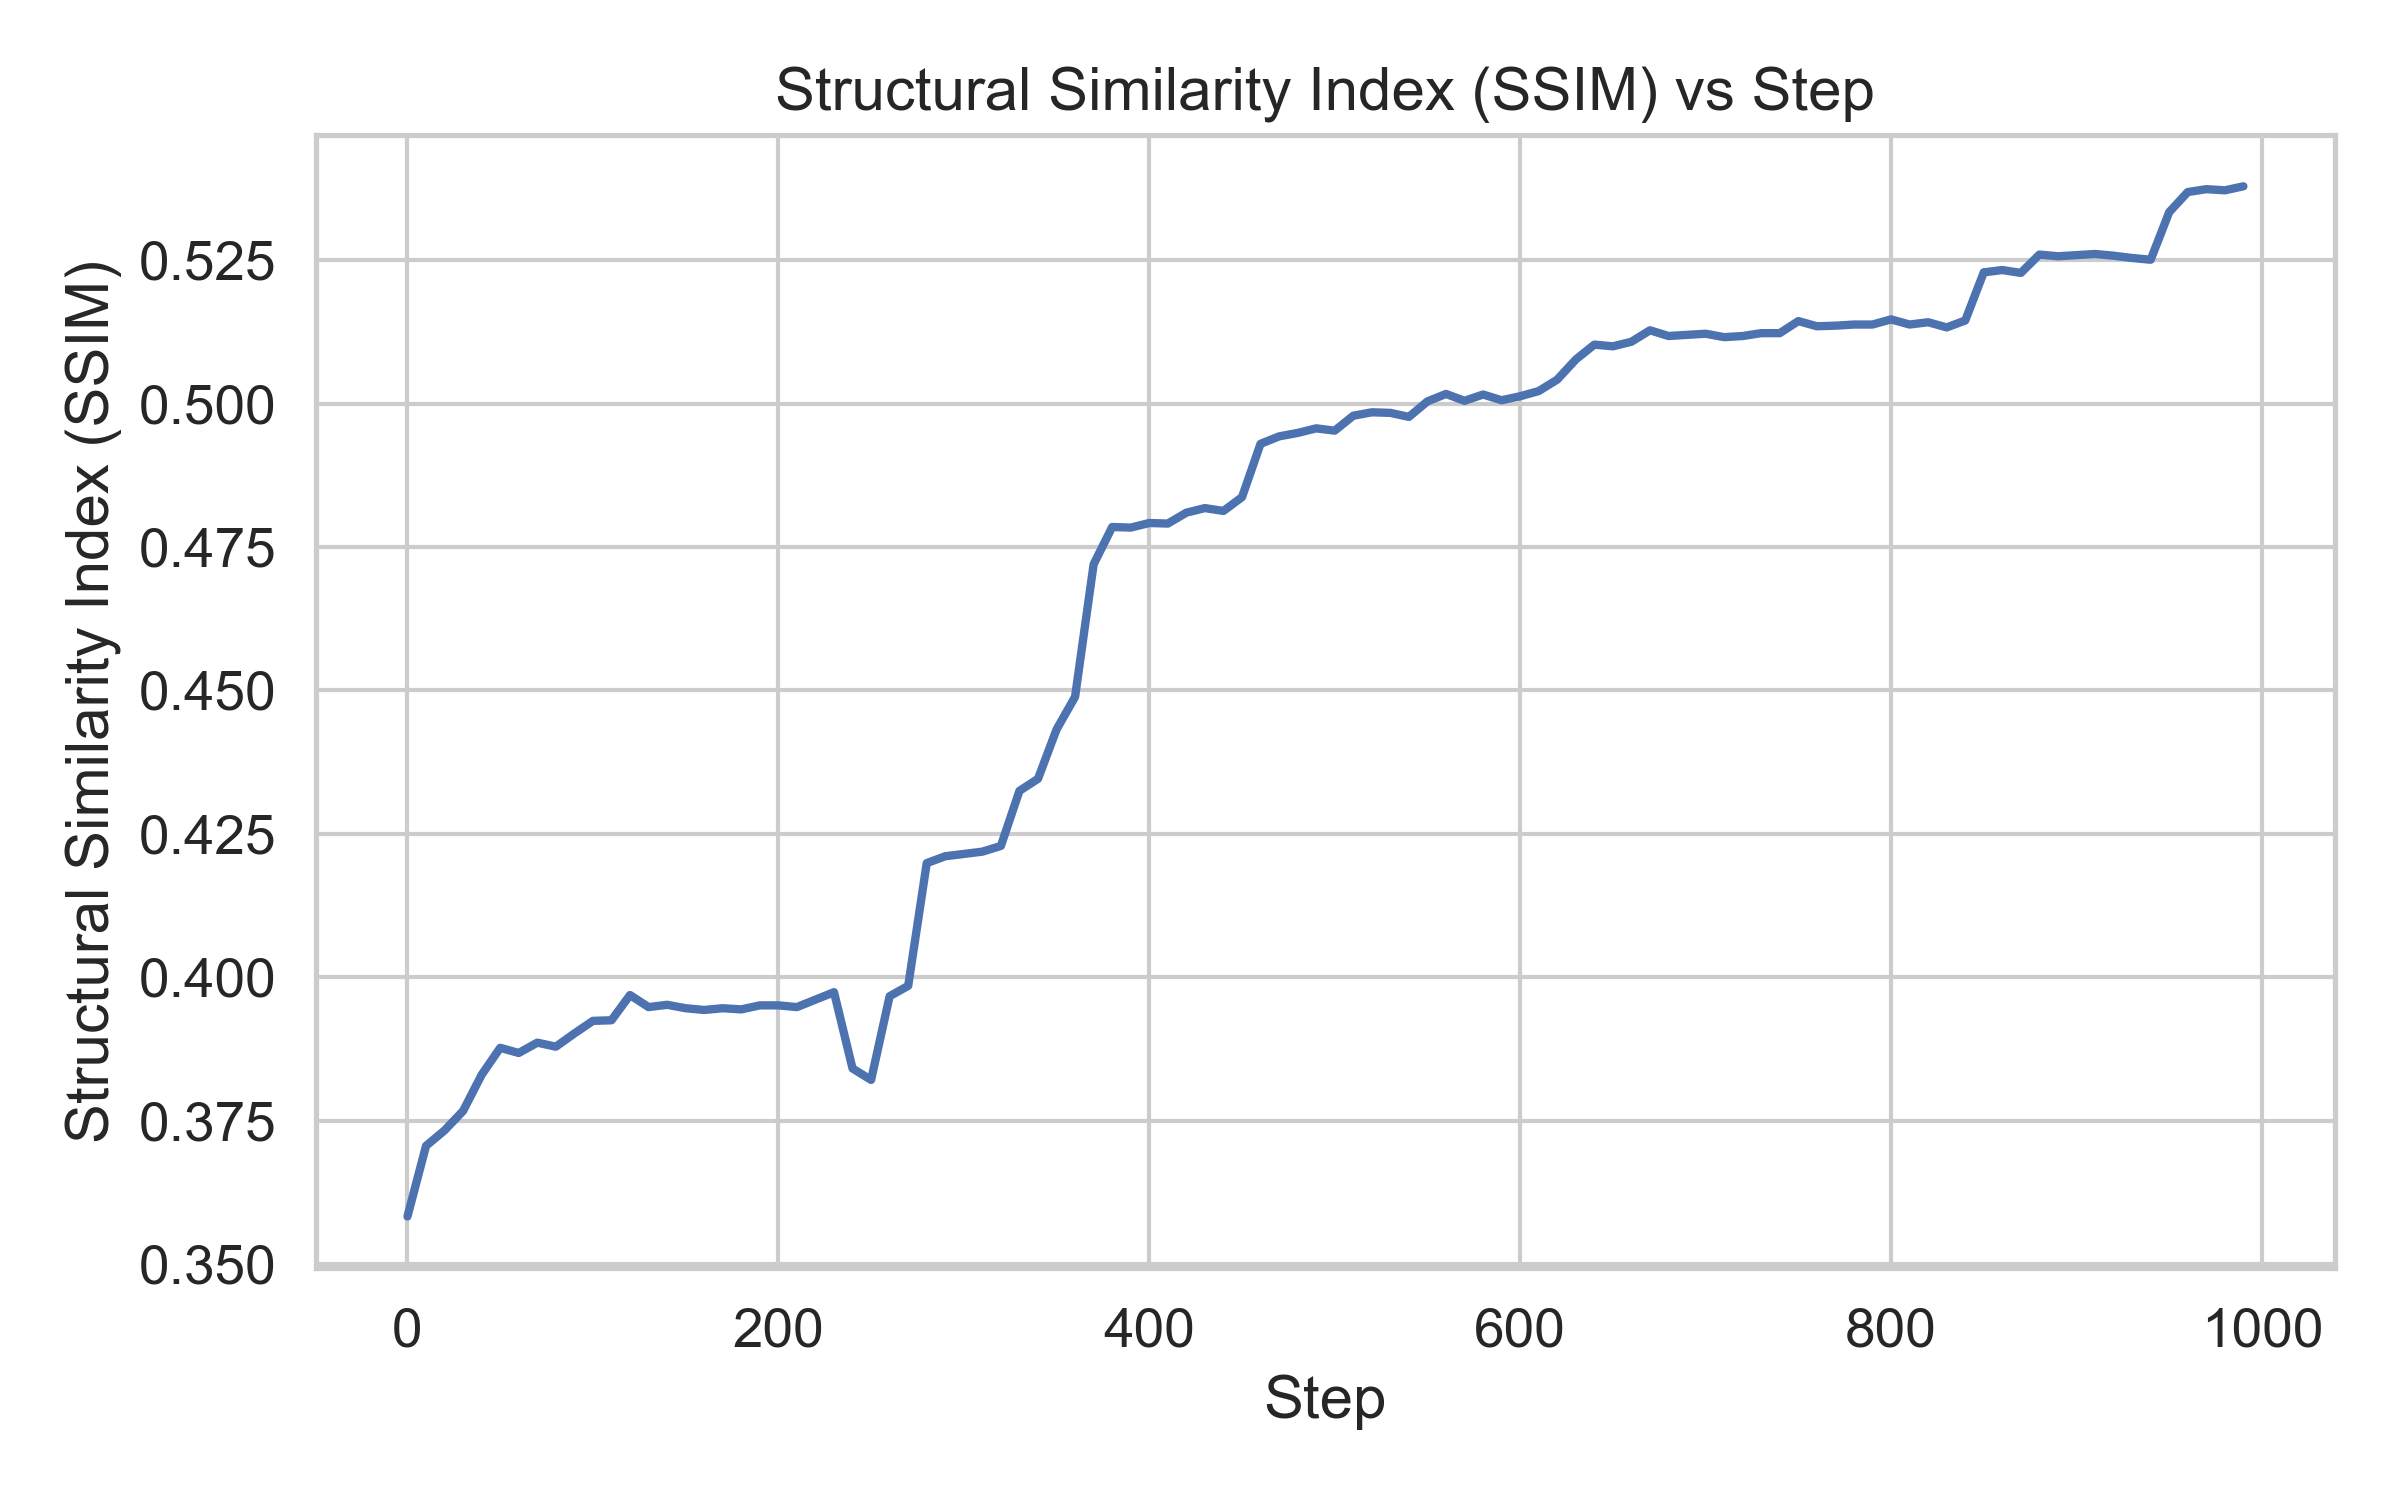 Structural Similarity Index (SSIM) vs Step
Structural Similarity Index (SSIM)
0.525
0.500
0.475
0.450
0.425
0.400
0.375
0.350
0 200 400 600 800 1000
Step